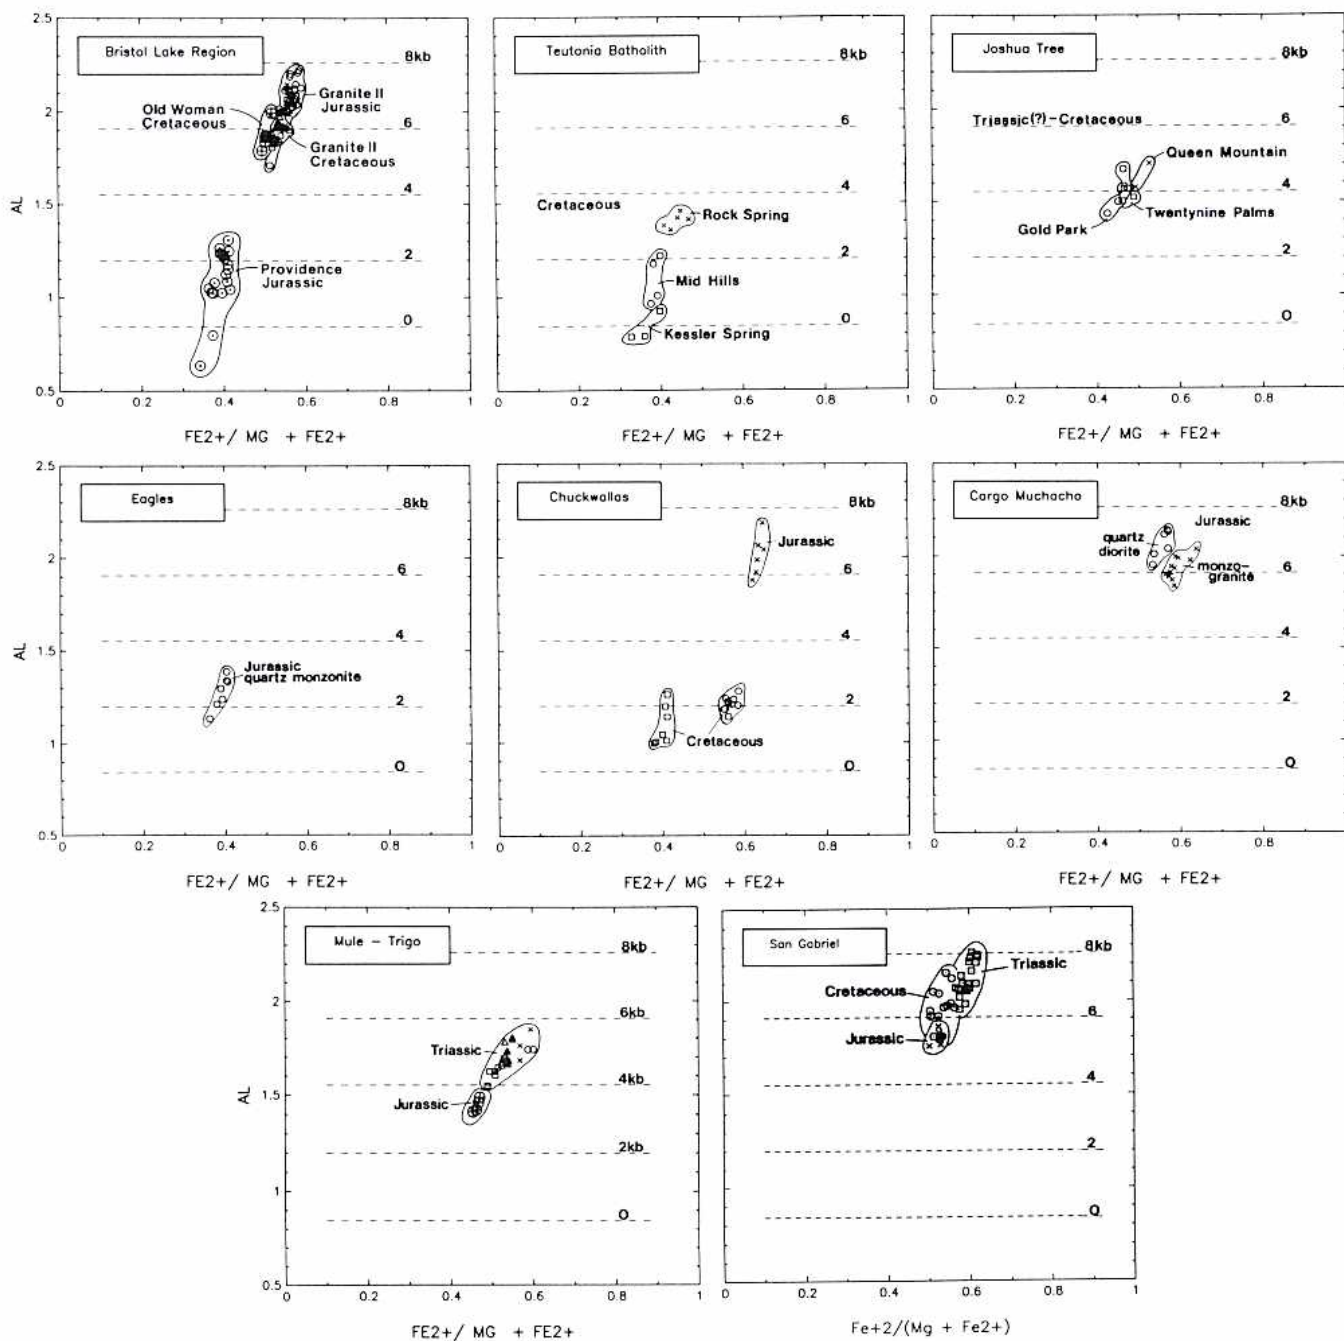 2.5
2
1.5
1
0.5
AL
Bristol Lake Region
8kb
Old Woman
Cretaceous
Granite II
Jurassic
6
Granite II
Cretaceous
4
2
Providence
Jurassic
0
0 0.2 0.4 0.6 0.8 1
FE2+/ MG + FE2+
Teutonia Batholith
8kb
6
4
Cretaceous
Rock Spring
2
Mid Hills
0
Kessler Spring
0 0.2 0.4 0.6 0.8 1
FE2+/ MG + FE2+
Joshua Tree
8kb
Triassic(?)-Cretaceous
6
Queen Mountain
4
Twentynine Palms
Gold Park
2
0
0 0.2 0.4 0.6 0.8
FE2+/ MG + FE2+
2.5
2
1.5
1
0.5
AL
Eagles
8kb
6
4
Jurassic
quartz monzonite
2
0
0 0.2 0.4 0.6 0.8 1
FE2+/ MG + FE2+
Chuckwallas
8kb
Jurassic
6
4
2
Cretaceous
0
0 0.2 0.4 0.6 0.8 1
FE2+/ MG + FE2+
Cargo Muchacho
8kb
Jurassic
quartz
diorite
monzo-
granite
6
4
2
0
0 0.2 0.4 0.6 0.8
FE2+/ MG + FE2+
2.5
2
1.5
1
0.5
AL
Mule - Trigo
8kb
6kb
Triassic
4kb
Jurassic
2kb
0
0 0.2 0.4 0.6 0.8 1
FE2+/ MG + FE2+
San Gabriel
8kb
Triassic
Cretaceous
6
Jurassic
4
2
0
0 0.2 0.4 0.6 0.8 1
Fe+2/(Mg + Fe2+)